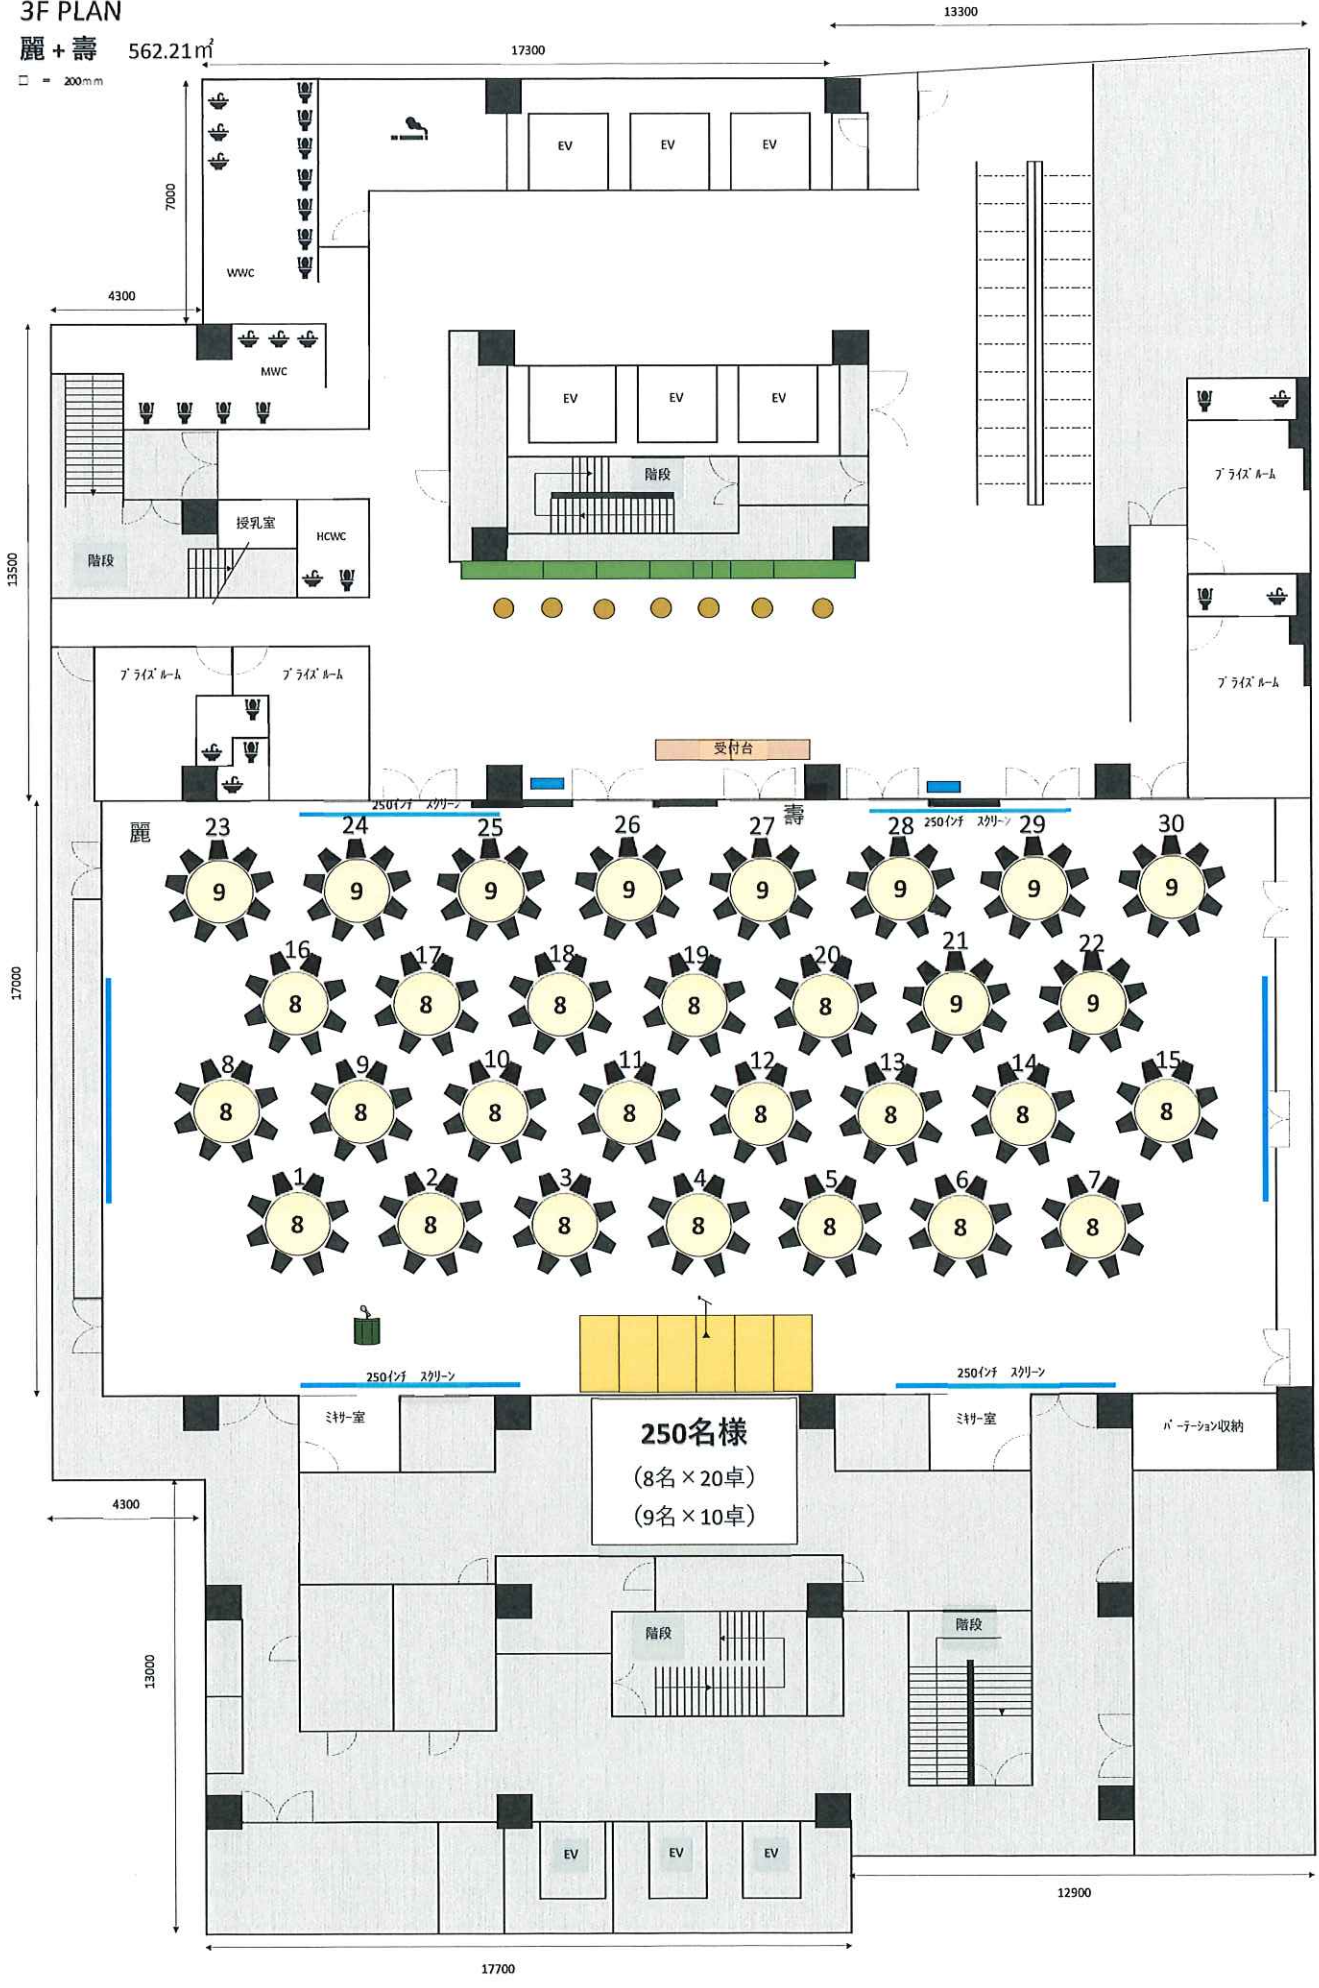 3F PLAN
麗 + 壽 562.21㎡
□ = 200mm
13300
17300
EV EV EV
7000
WWC
4300
MWC
EV EV EV
階段
ブライズルーム
授乳室
HCWC
階段
13500
ブライズルーム ブライズルーム
ブライズルーム
受付台
250インチ スクリーン
麗
壽
250インチ スクリーン
23 24 25 26 27 28 29 30
9 9 9 9 9 9 9 9
16 17 18 19 20 21 22
8 8 8 8 8 9 9
17000
8 9 10 11 12 13 14 15
8 8 8 8 8 8 8 8
1 2 3 4 5 6 7
8 8 8 8 8 8 8
250インチ スクリーン
250インチ スクリーン
ミキサー室
250名様
(8名×20卓)
(9名×10卓)
ミキサー室
パーテーション収納
4300
階段
階段
13000
EV EV EV
12900
17700